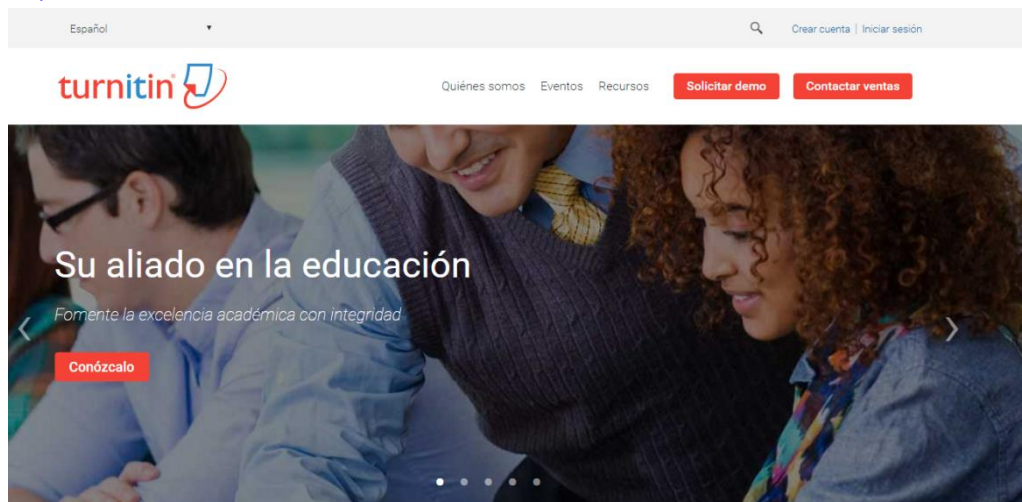 Español
Crear cuenta | Iniciar sesión
turnitin
Quiénes somos Eventos Recursos Solicitar demo Contactar ventas
Su aliado en la educación
Fomente la excelencia académica con integridad
Conózcalo